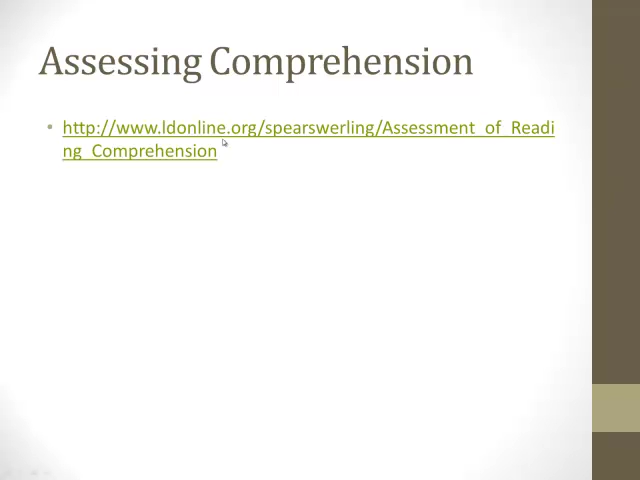 Assessing Comprehension
• http://www.ldonline.org/spearswerling/Assessment_of_Readi
ng_Comprehension